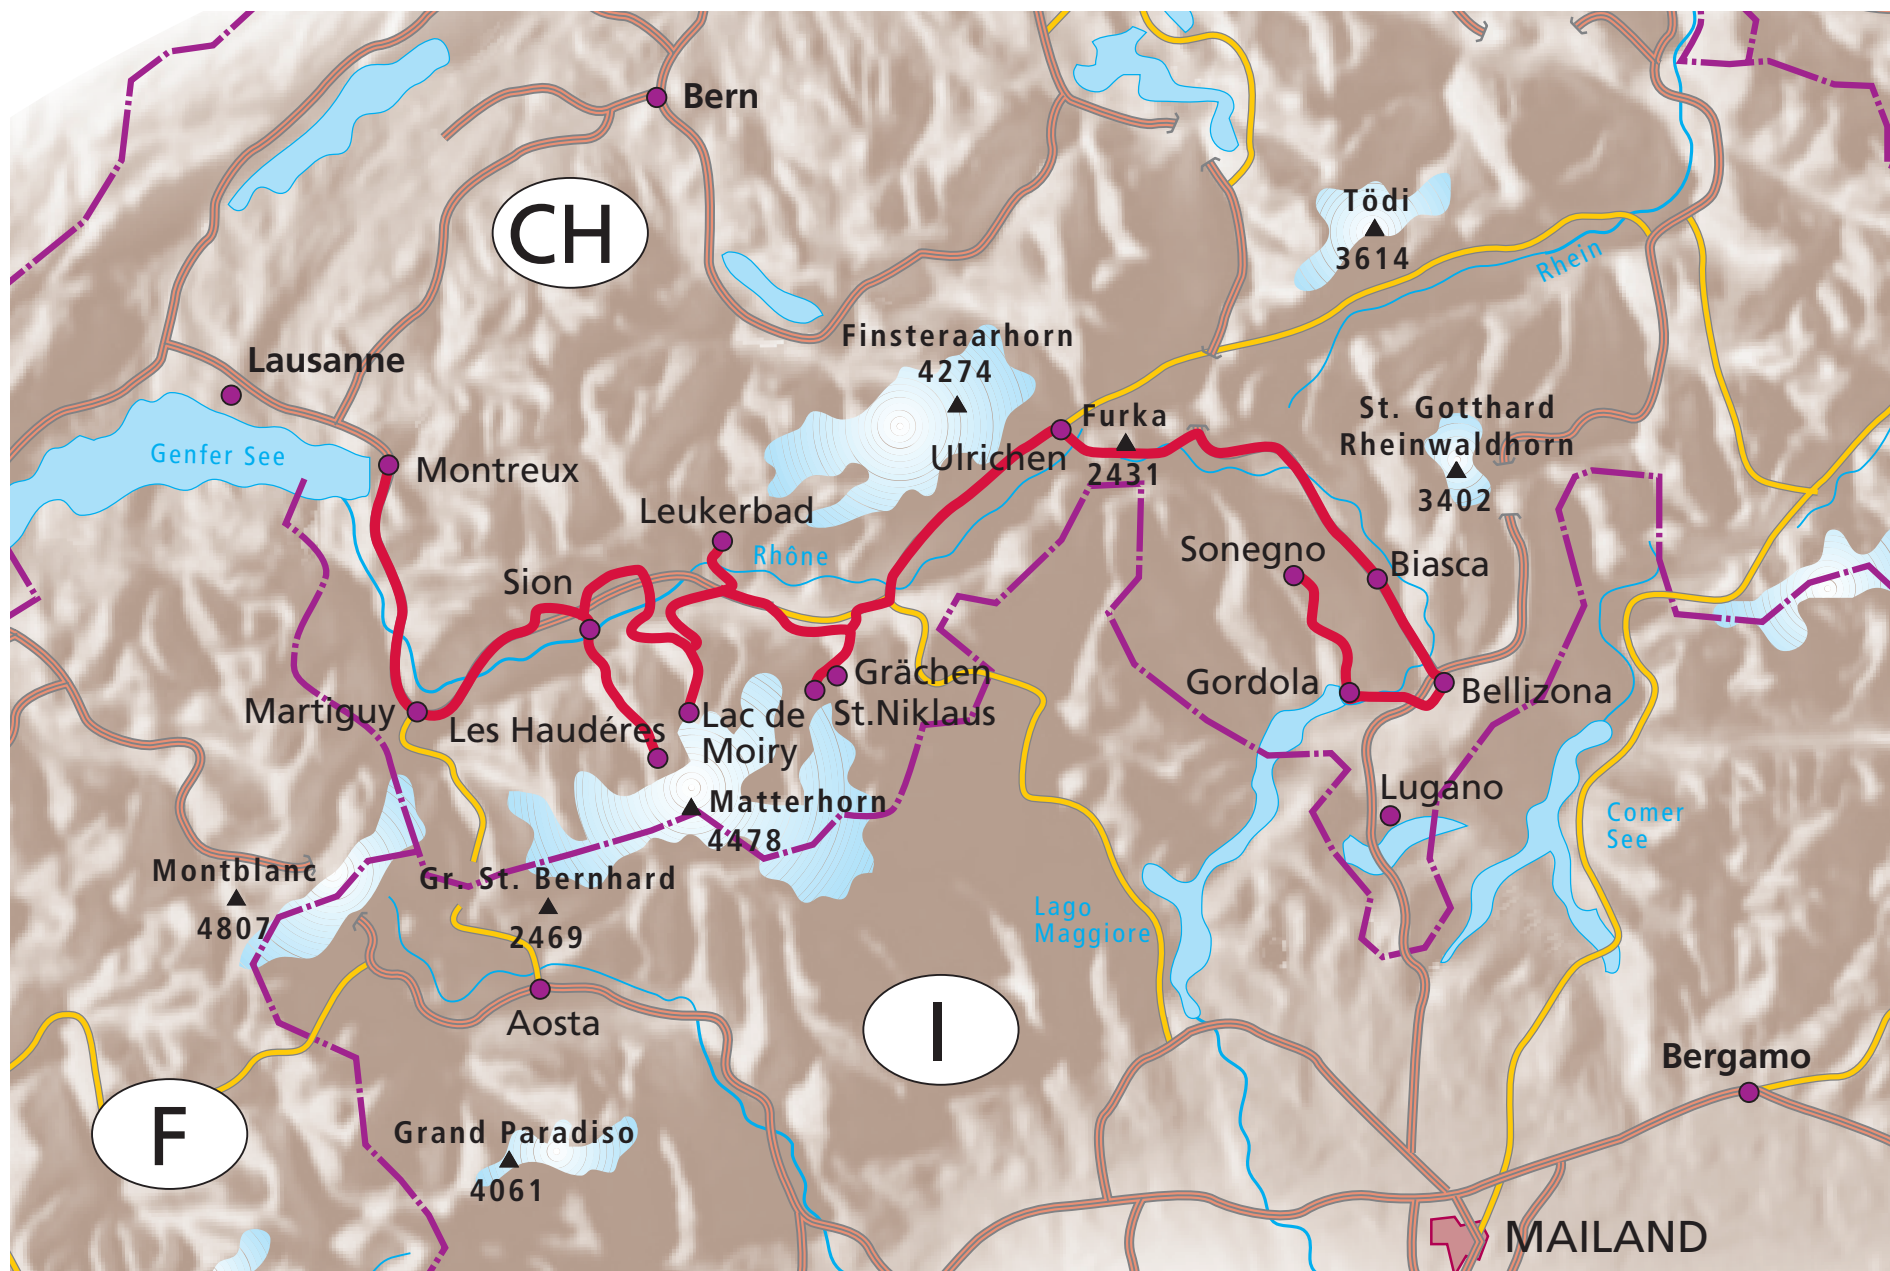 Bern
CH
Tödi
3614
Rhein
Finsteraarhorn
4274
Lausanne
Furka
2431
St. Gotthard
Rheinwaldhorn
3402
Genfer See
Montreux
Ulrichen
Leukerbad
Rhône
Sonegno
Biasca
Sion
Grächen
St.Niklaus
Gordola
Bellizona
Martiguy
Les Haudéres
Lac de
Moiry
Matterhorn
4478
Lugano
Comer
See
Montblanc
4807
Gr. St. Bernhard
2469
Lago
Maggiore
Aosta
I
Bergamo
F
Grand Paradiso
4061
MAILAND